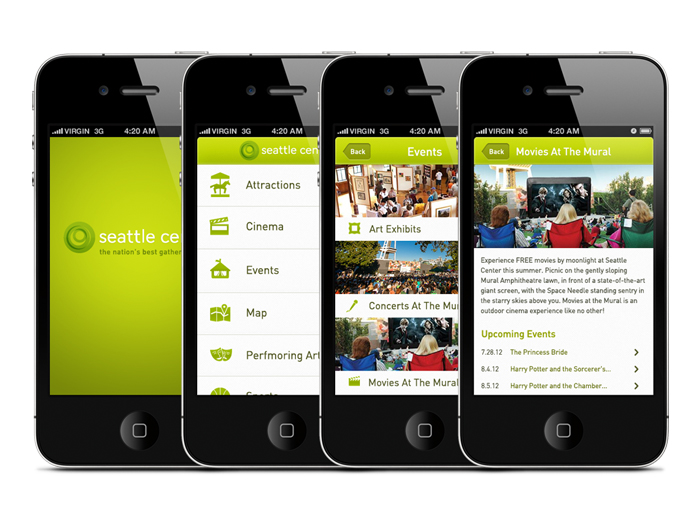 VIRGIN 3G 4:20 AM
seattle ce
the nation's best gather
VIRGIN 3G 4:20 AM
seattle cen
Attractions
Cinema
Events
Map
Perfmoring Art
Sports
VIRGIN 3G 4:20 AM
Back Events
Art Exhibits
Concerts At The Mu
Movies At The Mural
VIRGIN 3G 4:20 AM
Back Movies At The Mural
Experience FREE movies by moonlight at Seattle
Center this summer. Picnic on the gently sloping
Mural Amphitheatre lawn, in front of a state-of-the-art
giant screen, with the Space Needle standing sentry in
the starry skies above you. Movies at the Mural is an
outdoor cinema experience like no other!
Upcoming Events
7.28.12 The Princess Bride
8.4.12 Harry Potter and the Sorcerer's...
8.5.12 Harry Potter and the Chamber...